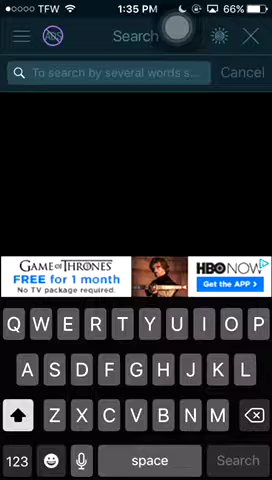 TFW 1:35 PM 66%
ADS Search
To search by several words s... Cancel
GAME OF THRONES
FREE for 1 month
No TV package required.
HBO NOW
Get the APP >
Q W E R T Y U I O P
A S D F G H J K L
Z X C V B N M
123 space Search